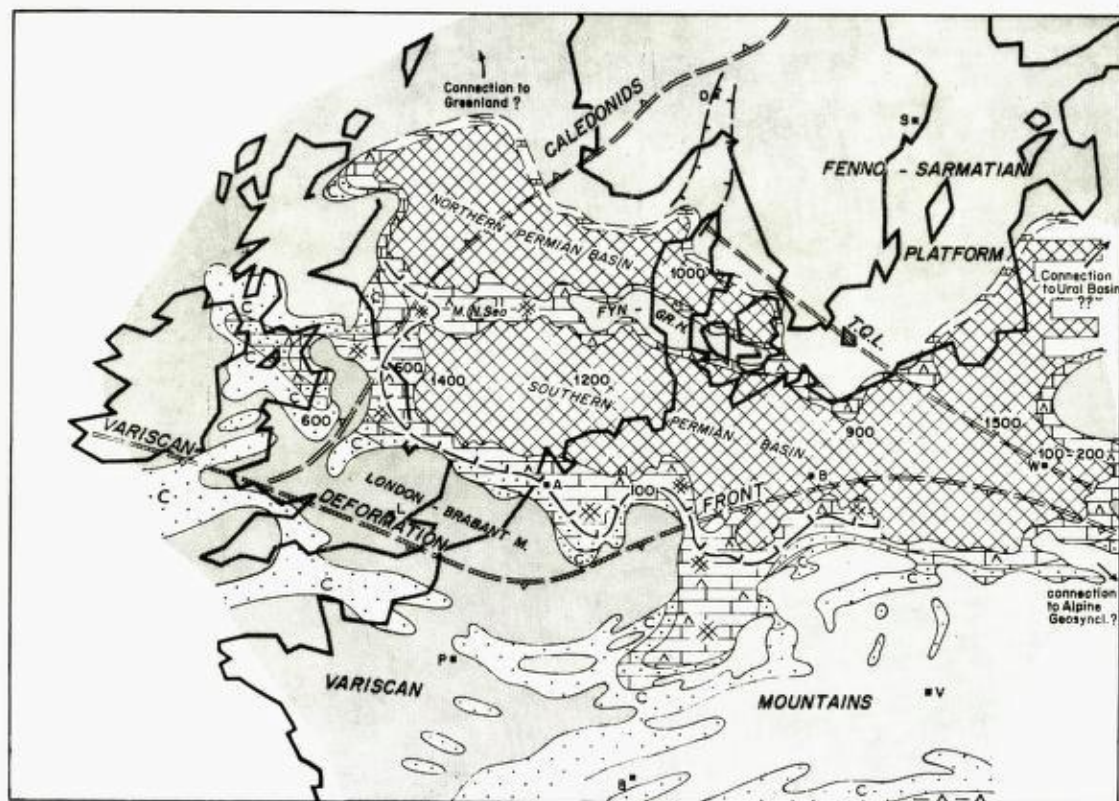 Connection to
Greenland ?
CALEDONIDS
O
S
FENNO - SARMATIAN
PLATFORM
NORTHERN - PERMIAN BASIN
Connection
to Ural Basin
??
1000
M.N.Sea
FYN - GR.H.
T.Q.L.
C
C
C
600
1400
1200
SOUTHERN
PERMIAN BASIN
900
1500
600
VARISCAN
DEFORMATION
FRONT
LONDON - BRABANT M.
L
C
A
100
B
W
100-200
C
C
C
C
C
connection
to Alpine
Geosyncl.?
P
VARISCAN
C
MOUNTAINS
V
C
C